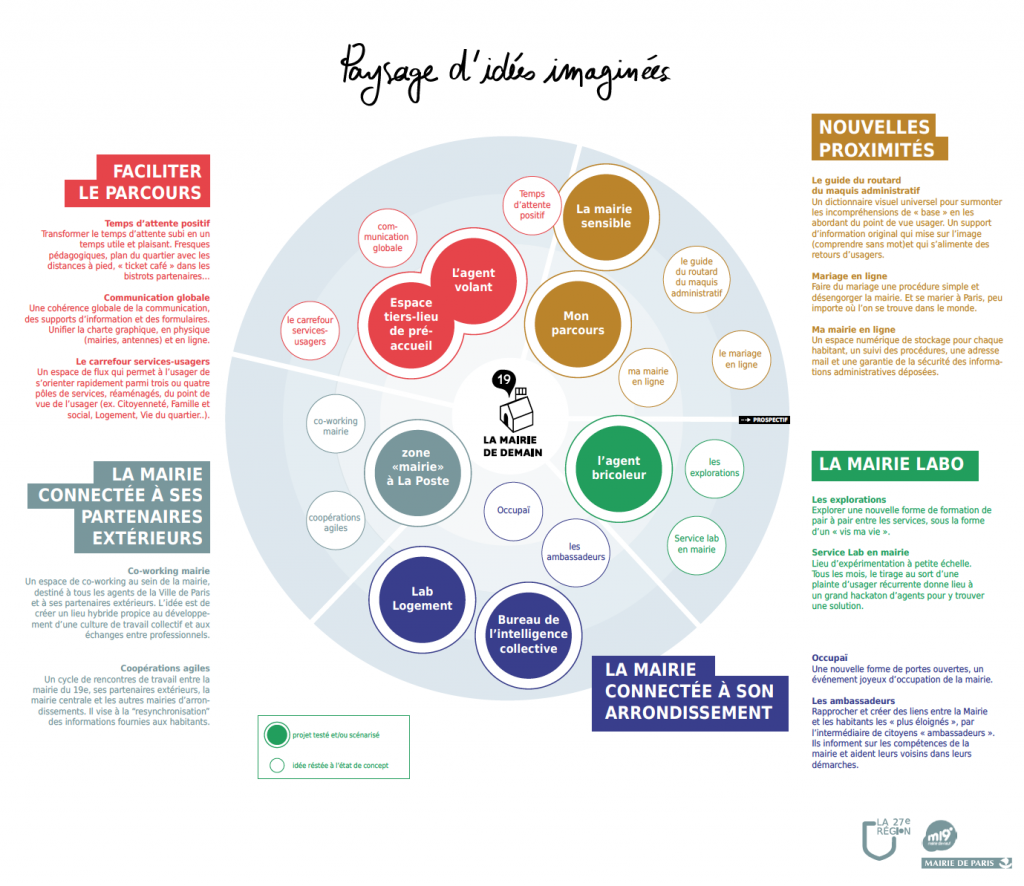 Paysage d'idées imaginées
FACILITER
LE PARCOURS
Temps d'attente positif
Transformer le temps d'attente subi en un
temps utile et plaisant. Fresques
pédagogiques, plan du quartier avec les
distances à pied, « ticket café » dans les
bistrots partenaires...
Communication globale
Une cohérence globale de la communication,
des supports d'information et des formulaires.
Unifier la charte graphique, en physique
(mairies, antennes) et en ligne.
Le carrefour services-usagers
Un espace de flux qui permet à l'usager de
s'orienter rapidement parmi trois ou quatre
pôles de services, réaménagés, du point de
vue de l'usager (ex. Citoyenneté, Famille et
social, Logement, Vie du quartier..).
LA MAIRIE
CONNECTÉE À SES
PARTENAIRES
EXTÉRIEURS
Co-working mairie
Un espace de co-working au sein de la mairie,
destiné à tous les agents de la Ville de Paris
et à ses partenaires extérieurs. L'idée est de
créer un lieu hybride propice au développe-
ment d'une culture de travail collectif et aux
échanges entre professionnels.
Coopérations agiles
Un cycle de rencontres de travail entre la
mairie du 19e, ses partenaires extérieurs, la
mairie centrale et les autres mairies d'arron-
dissements. Il vise à la "resynchronisation"
des informations fournies aux habitants.
Temps
d'attente
positif
La mairie
sensible
com-
munication
globale
L'agent
volant
le guide
du routard
du maquis
administratif
Espace
tiers-lieu
de pré-
accueil
le carrefour
services-
usagers
Mon
parcours
le mariage
en ligne
ma mairie
en ligne
19
LA MAIRIE
DE DEMAIN
PROSPECTIF
co-working
mairie
zone
«mairie»
à La Poste
l'agent
bricoleur
les
explorations
coopérations
agiles
Occupaï
les
ambassadeurs
Service lab
en mairie
Lab
Logement
Bureau de
l'intelligence
collective
LA MAIRIE
CONNECTÉE À SON
ARRONDISSEMENT
projet testé et/ou scénarisé
idée réstée à l'état de concept
NOUVELLES
PROXIMITÉS
Le guide du routard
du maquis administratif
Un dictionnaire visuel universel pour surmonter
les incompréhensions de « base » en les
abordant du point de vue usager. Un support
d'information original qui mise sur l'image
(comprendre sans mot)et qui s'alimente des
retours d'usagers.
Mariage en ligne
Faire du mariage une procédure simple et
désengorger la mairie. Et se marier à Paris, peu
importe où l'on se trouve dans le monde.
Ma mairie en ligne
Un espace numérique de stockage pour chaque
habitant, un suivi des procédures, une adresse
mail et une garantie de la sécurité des informa-
tions administratives déposées.
LA MAIRIE LABO
Les explorations
Explorer une nouvelle forme de formation de
pair à pair entre les services, sous la forme
d'un « vis ma vie ».
Service Lab en mairie
Lieu d'expérimentation à petite échelle.
Tous les mois, le tirage au sort d'une
plainte d'usager récurrente donne lieu à
un grand hackaton d'agents pour y trouver
une solution.
Occupaï
Une nouvelle forme de portes ouvertes, un
événement joyeux d'occupation de la mairie.
Les ambassadeurs
Rapprocher et créer des liens entre la Mairie
et les habitants les « plus éloignés », par
l'intermédiaire de citoyens « ambassadeurs ».
Ils informent sur les compétences de la
mairie et aident leurs voisins dans leurs
démarches.
LA 27e
RÉGION
m19e
MAIRIE DE PARIS